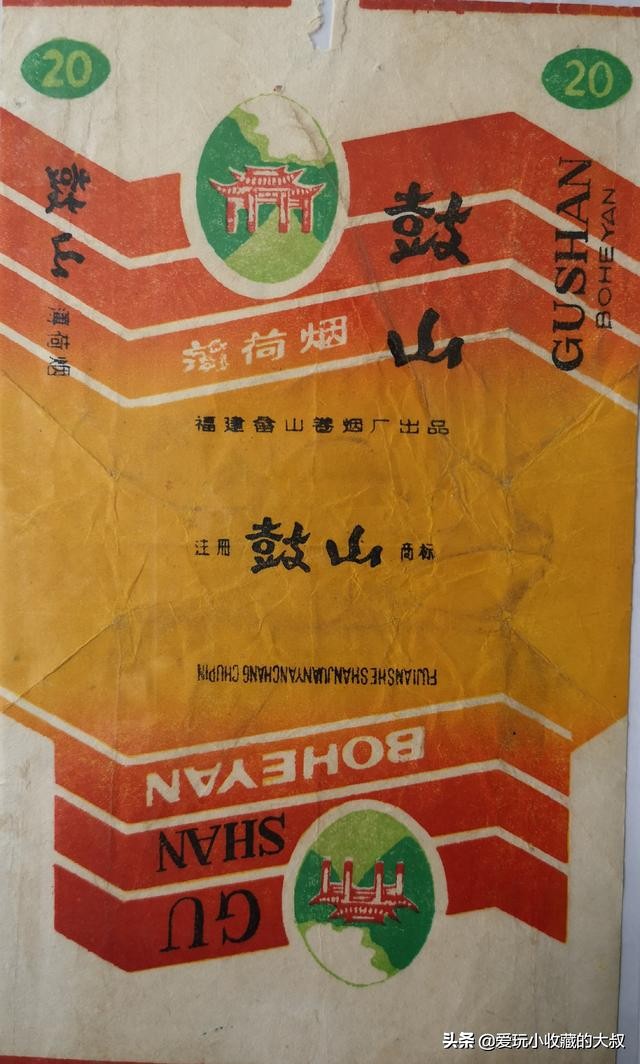 20
20
鼓山
薄荷烟
鼓山
薄荷烟
GUSHAN
BOHEYAN
福建畲山卷烟厂出品
注册 鼓山 商标
FUJIANSHESHANJUANYANCHANG CHUPIN
BOHEYAN
GU
SHAN
头条 @爱玩小收藏的大叔